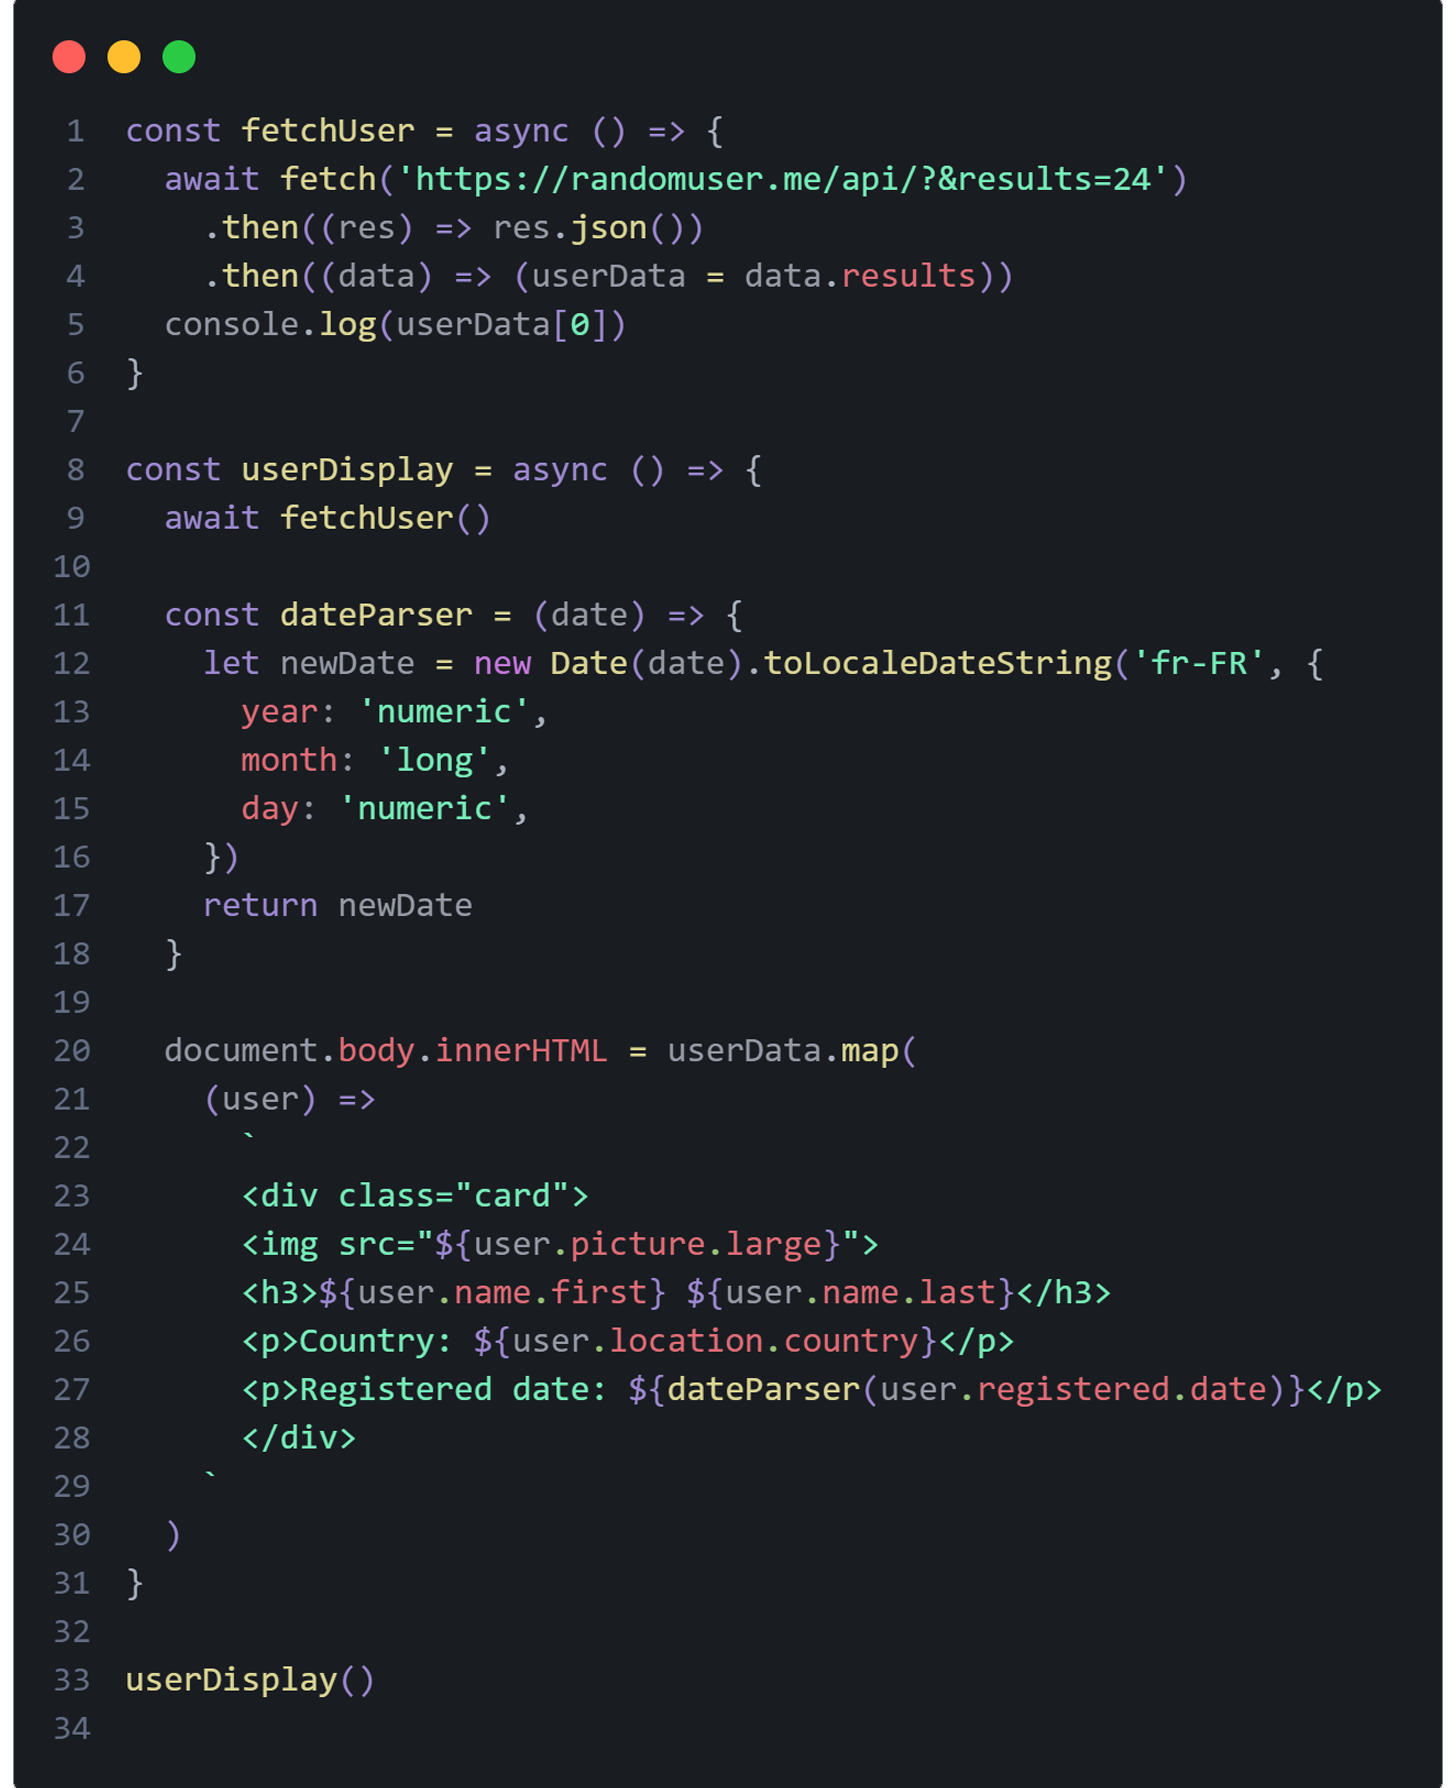 1 const fetchUser = async () => {
2   await fetch('https://randomuser.me/api/?&results=24')
3     .then((res) => res.json())
4     .then((data) => (userData = data.results))
5   console.log(userData[0])
6 }
7
8 const userDisplay = async () => {
9   await fetchUser()
10
11   const dateParser = (date) => {
12     let newDate = new Date(date).toLocaleDateString('fr-FR', {
13       year: 'numeric',
14       month: 'long',
15       day: 'numeric',
16     })
17     return newDate
18   }
19
20   document.body.innerHTML = userData.map(
21     (user) =>
22       `
23       <div class="card">
24       <img src="${user.picture.large}">
25       <h3>${user.name.first} ${user.name.last}</h3>
26       <p>Country: ${user.location.country}</p>
27       <p>Registered date: ${dateParser(user.registered.date)}</p>
28       </div>
29     `
30   )
31 }
32
33 userDisplay()
34